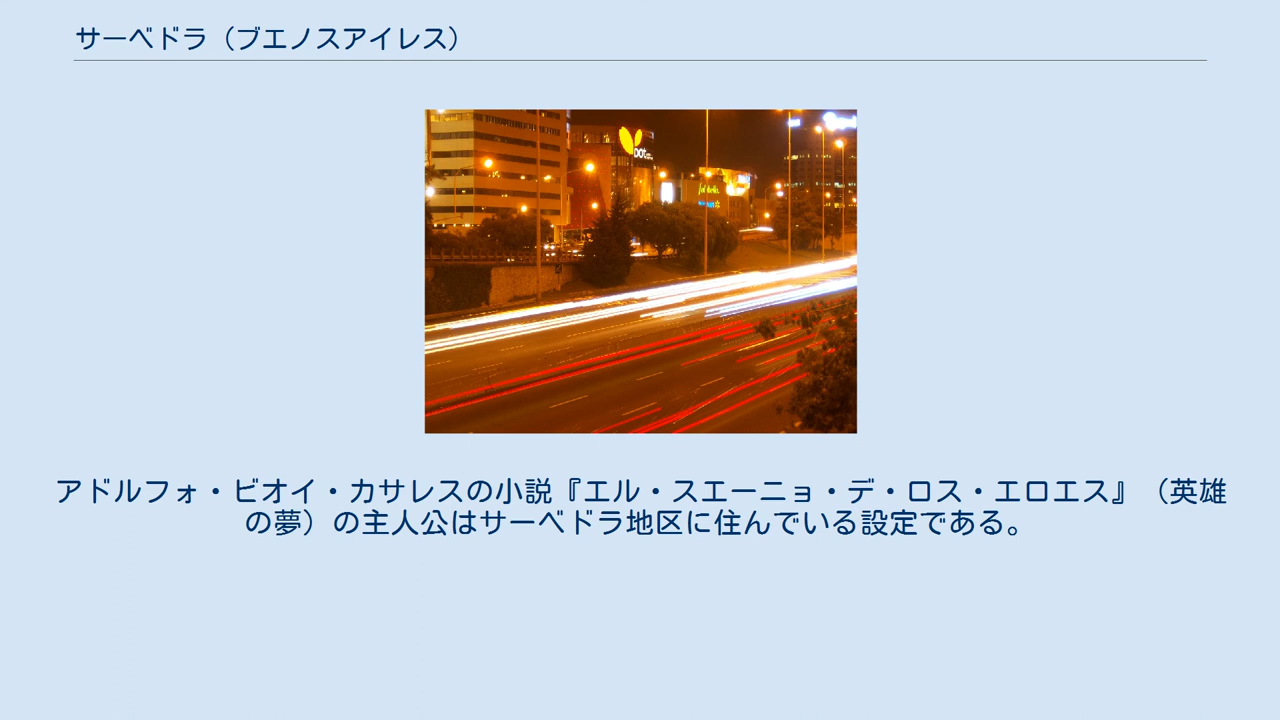 サーベドラ（ブエノスアイレス）
DOT
アドルフォ・ビオイ・カサレスの小説『エル・スエーニョ・デ・ロス・エロエス』（英雄
の夢）の主人公はサーベドラ地区に住んでいる設定である。